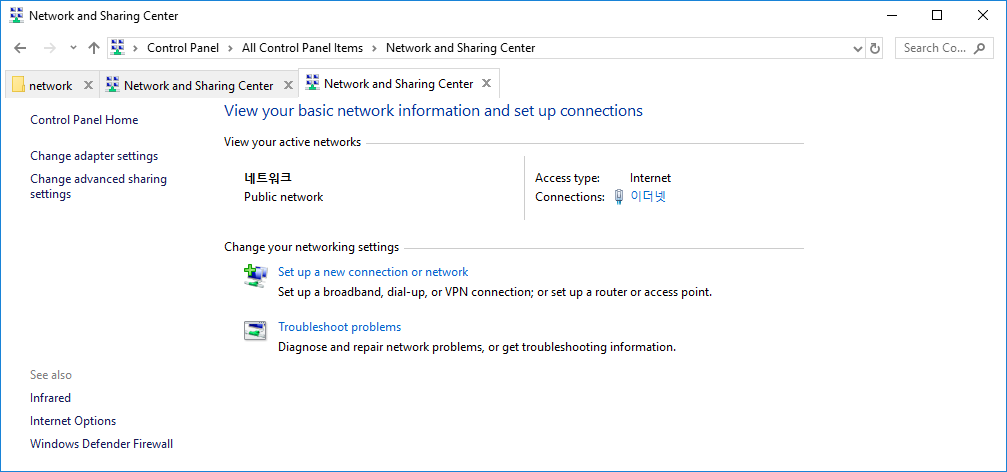 Network and Sharing Center
Control Panel > All Control Panel Items > Network and Sharing Center
Search Co...
network
Network and Sharing Center
Network and Sharing Center
Control Panel Home
Change adapter settings
Change advanced sharing
settings
See also
Infrared
Internet Options
Windows Defender Firewall
View your basic network information and set up connections
View your active networks
네트워크
Public network
Access type: Internet
Connections: 이더넷
Change your networking settings
Set up a new connection or network
Set up a broadband, dial-up, or VPN connection; or set up a router or access point.
Troubleshoot problems
Diagnose and repair network problems, or get troubleshooting information.